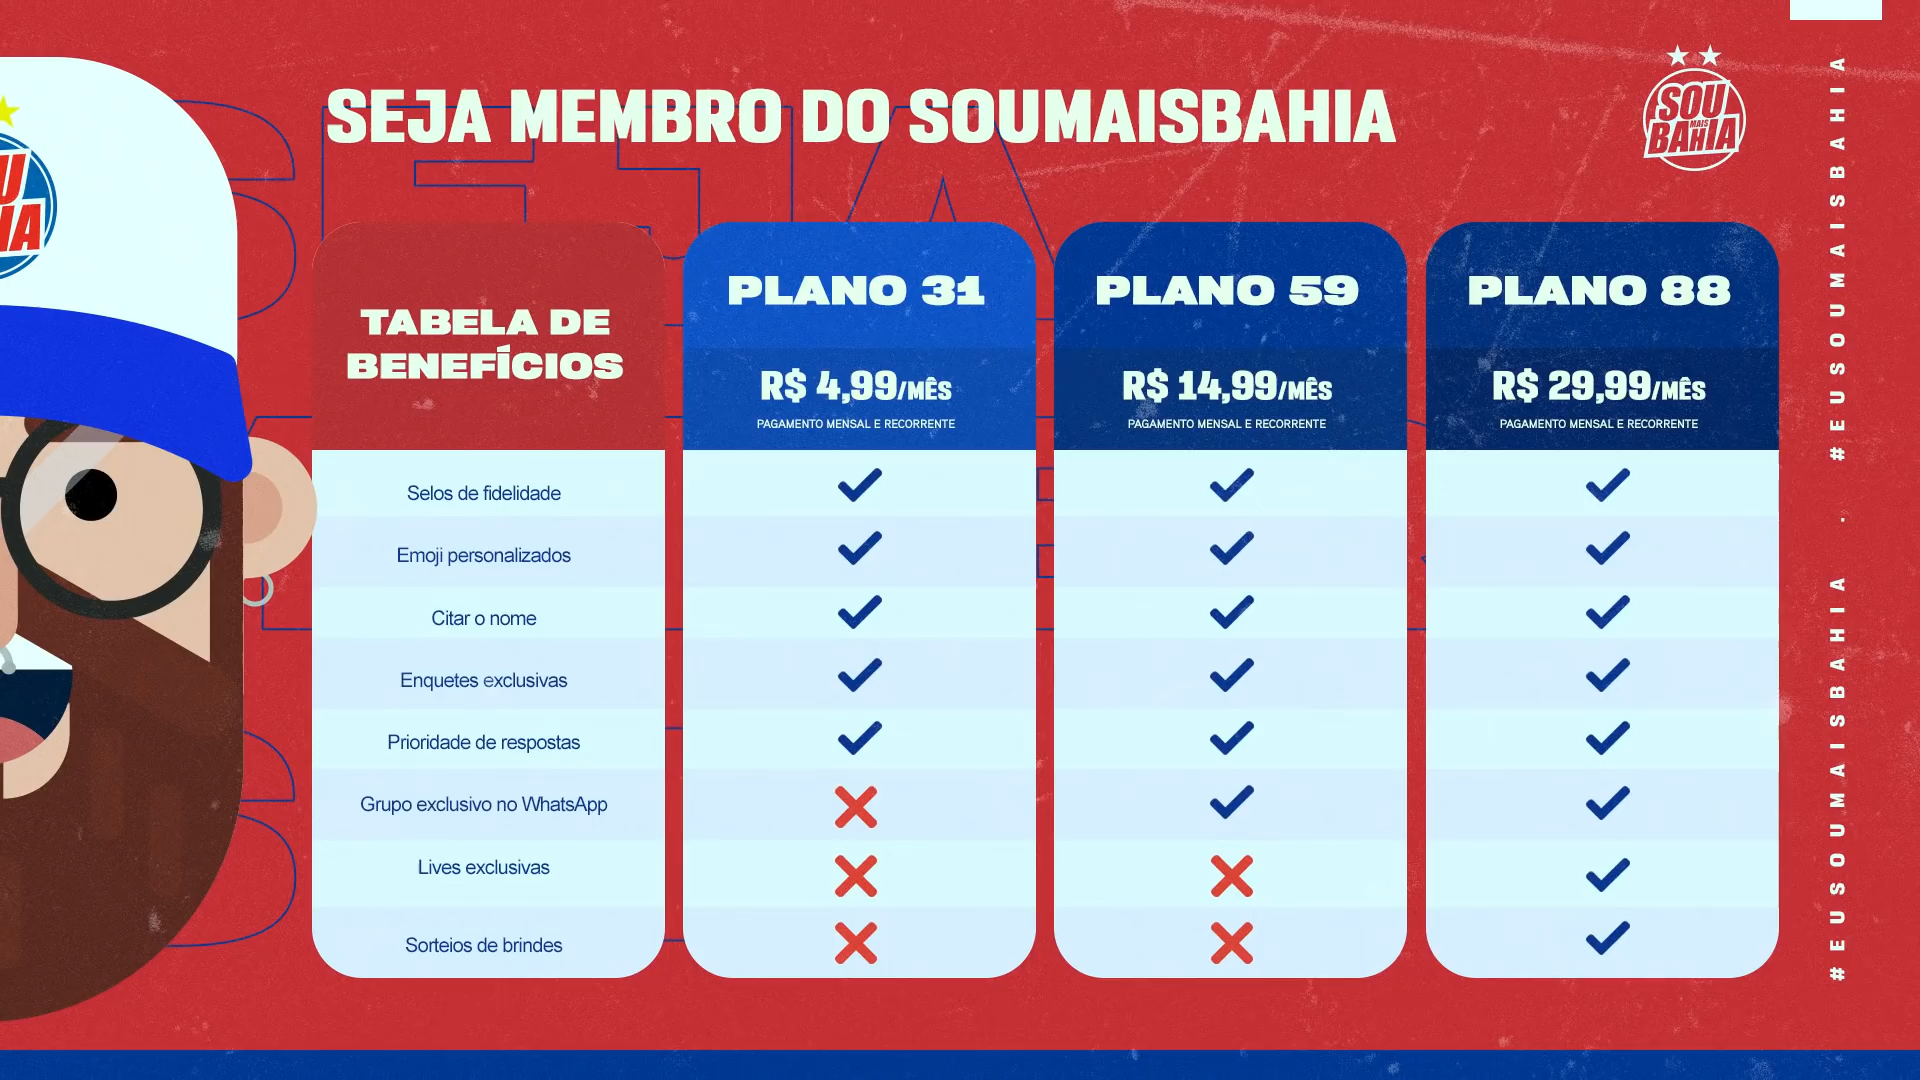 SEJA MEMBRO DO SOUMAISBAHIA
SOU
MAIS
BAHIA
U
IA
TABELA DE
BENEFÍCIOS
PLANO 31
R$ 4,99/MÊS
PAGAMENTO MENSAL E RECORRENTE
PLANO 59
R$ 14,99/MÊS
PAGAMENTO MENSAL E RECORRENTE
PLANO 88
R$ 29,99/MÊS
PAGAMENTO MENSAL E RECORRENTE
Selos de fidelidade
Emoji personalizados
Citar o nome
Enquetes exclusivas
Prioridade de respostas
Grupo exclusivo no WhatsApp
Lives exclusivas
Sorteios de brindes
#EUSOUMAISBAHIA . #EUSOUMAISBAHIA